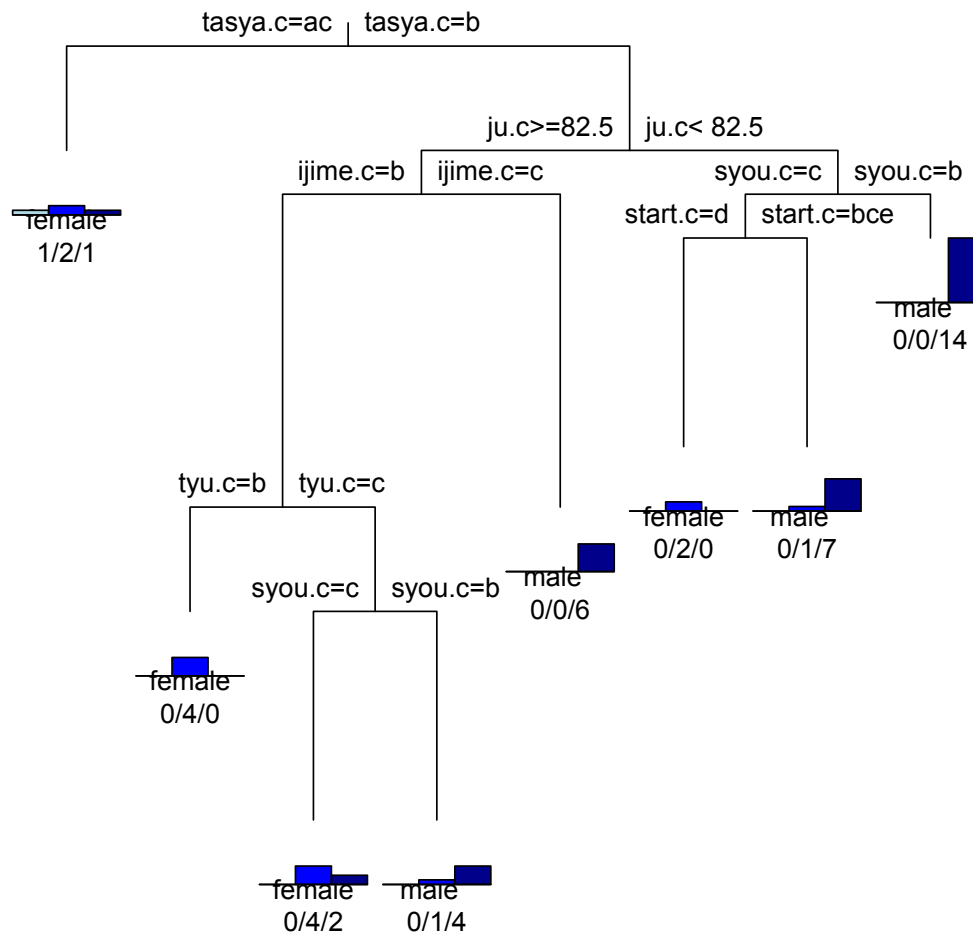 tasya.c=ac tasya.c=b
ju.c>=82.5 ju.c< 82.5
ijime.c=b ijime.c=c
syou.c=c syou.c=b
start.c=d start.c=bce
female
1/2/1
male
0/0/14
tyu.c=b tyu.c=c
female
0/2/0
male
0/1/7
male
0/0/6
syou.c=c syou.c=b
female
0/4/0
female
0/4/2
male
0/1/4